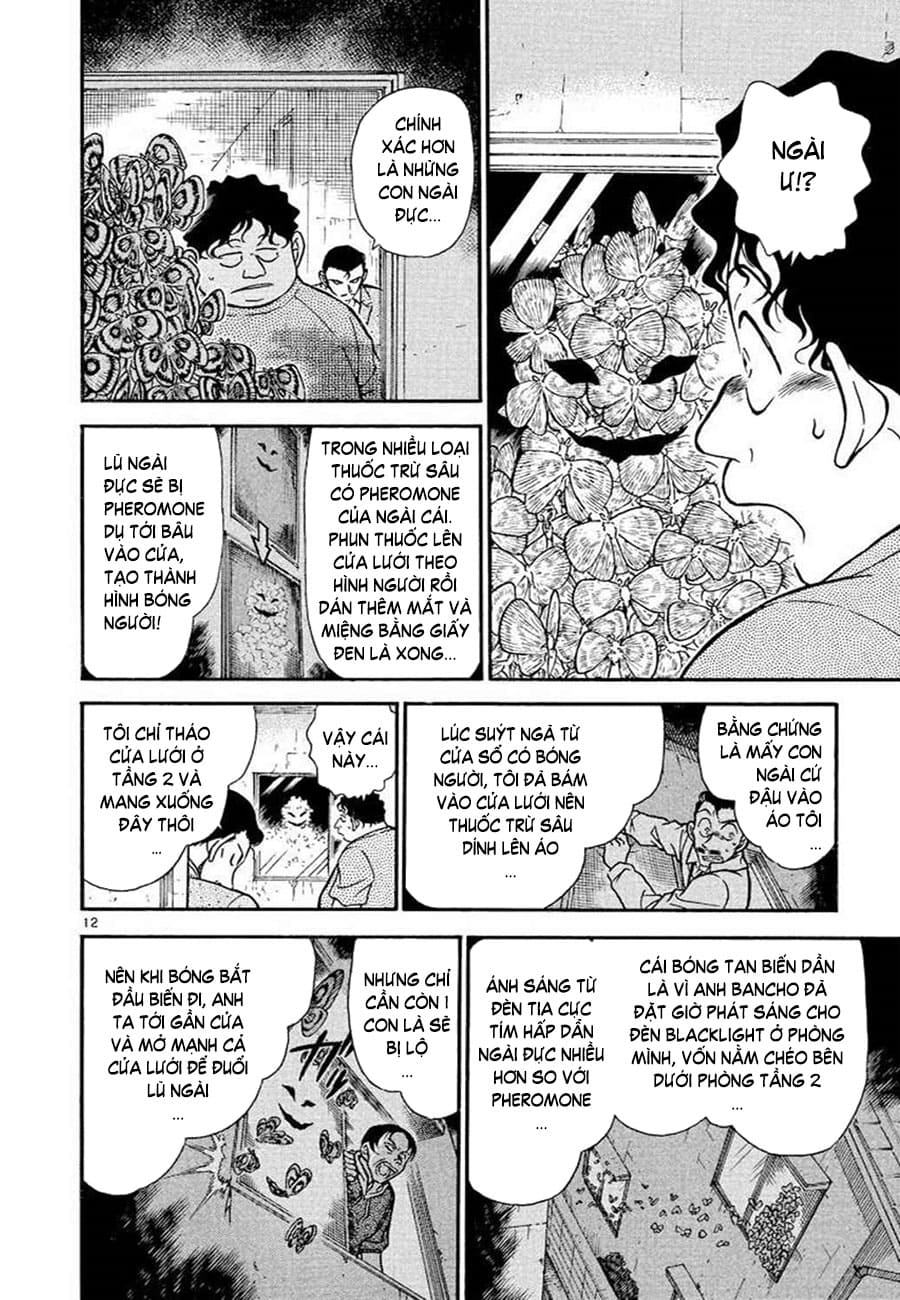 NGÀI
Ư!?
CHÍNH
XÁC HƠN
LÀ NHỮNG
CON NGÀI
ĐỰC...
TRONG NHIỀU LOẠI
THUỐC TRỪ SÂU
CÓ PHEROMONE
CỦA NGÀI CÁI.
PHUN THUỐC LÊN
CỬA LƯỚI THEO
HÌNH NGƯỜI RỒI
DÁN THÊM MẮT VÀ
MIỆNG BẰNG GIẤY
ĐEN LÀ XONG...
LŨ NGÀI
ĐỰC SẼ BỊ
PHEROMONE
DỤ TỚI BÂU
VÀO CỬA,
TẠO THÀNH
HÌNH BÓNG
NGƯỜI!
BẰNG CHỨNG
LÀ MẤY CON
NGÀI CỨ
ĐẬU VÀO
ÁO TÔI
...
LÚC SUÝT NGÃ TỪ
CỬA SỔ CÓ BÓNG
NGƯỜI, TÔI ĐÃ BÁM
VÀO CỬA LƯỚI NÊN
THUỐC TRỪ SÂU
DÍNH LÊN ÁO
...
VẬY CÁI
NÀY...
TÔI CHỈ THÁO
CỬA LƯỚI Ở
TẦNG 2 VÀ
MANG XUỐNG
ĐÂY THÔI
...
12
CÁI BÓNG TAN BIẾN DẦN
LÀ VÌ ANH BANCHO ĐÃ
ĐẶT GIỜ PHÁT SÁNG CHO
ĐÈN BLACKLIGHT Ở PHÒNG
MÌNH, VỐN NẰM CHÉO BÊN
DƯỚI PHÒNG TẦNG 2
...
ÁNH SÁNG TỪ
ĐÈN TIA CỰC
TÍM HẤP DẪN
NGÀI ĐỰC NHIỀU
HƠN SO VỚI
PHEROMONE
...
NHƯNG CHỈ
CẦN CÒN 1
CON LÀ SẼ
BỊ LỘ
...
NÊN KHI BÓNG BẮT
ĐẦU BIẾN ĐI, ANH
TA TỚI GẦN CỬA
VÀ MỞ MẠNH CẢ
CỬA LƯỚI ĐỂ ĐUỔI
LŨ NGÀI
...